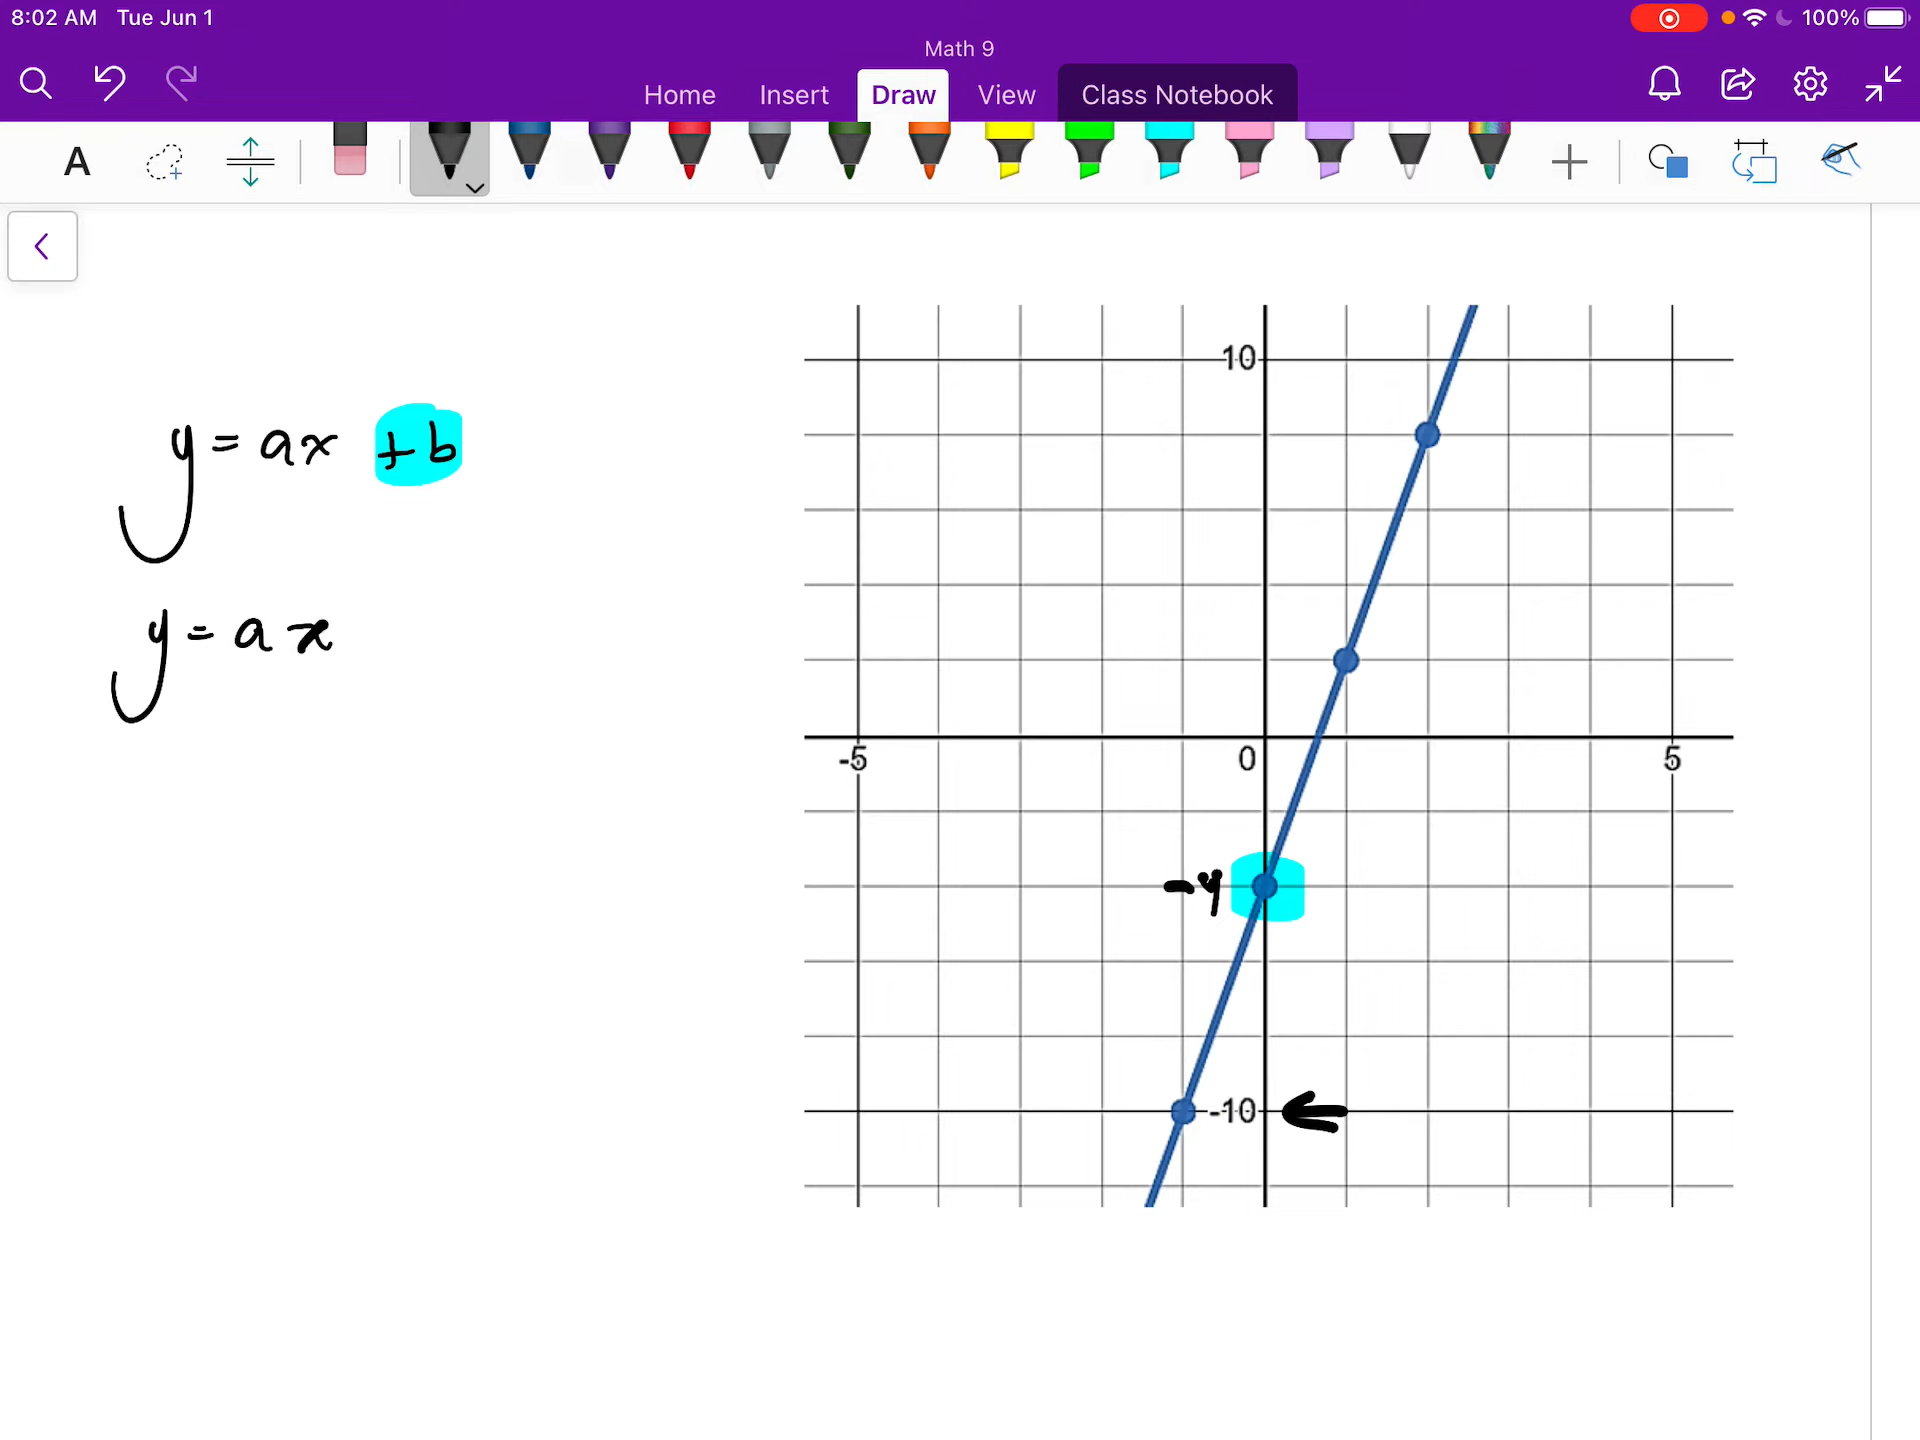 8:02 AM Tue Jun 1
100%
Math 9
Home Insert Draw View Class Notebook
A
y = ax + b
y = ax
10
-5 0 5
-4
-10